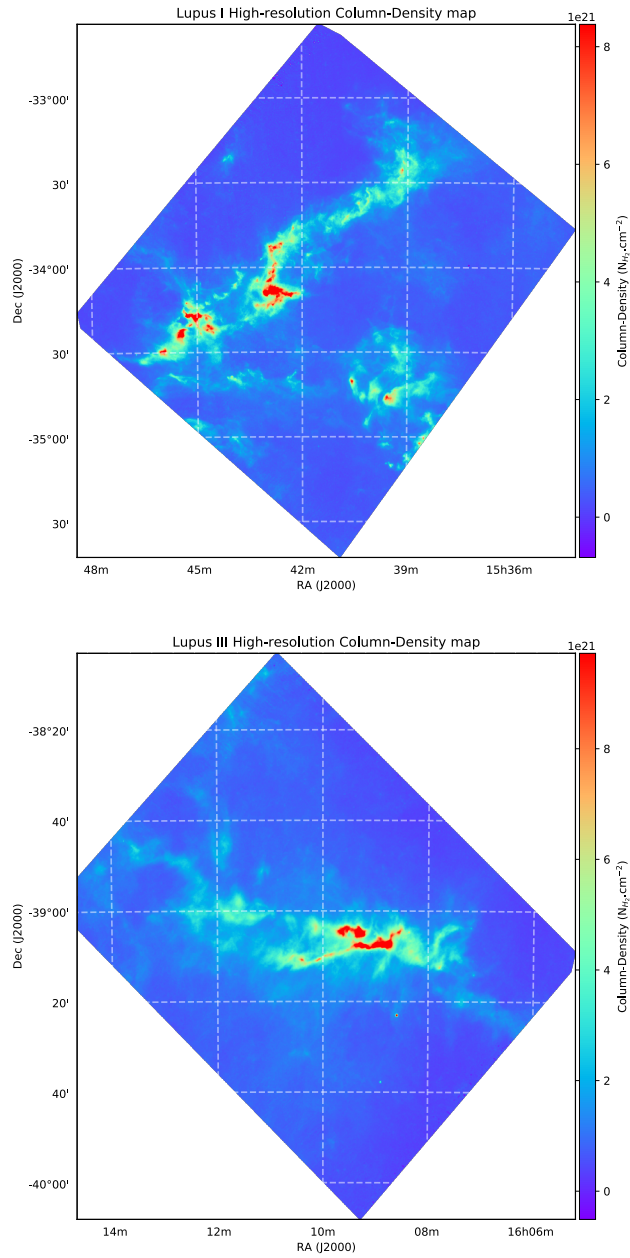 Lupus I High-resolution Column-Density map
1e21
8
6
4
2
0
Column-Density (N_{H_2}.cm^{-2})
-33°00'
30'
-34°00'
30'
-35°00'
30'
Dec (J2000)
48m 45m 42m 39m 15h36m
RA (J2000)
Lupus III High-resolution Column-Density map
1e21
8
6
4
2
0
Column-Density (N_{H_2}.cm^{-2})
-38°20'
40'
-39°00'
20'
40'
-40°00'
Dec (J2000)
14m 12m 10m 08m 16h06m
RA (J2000)